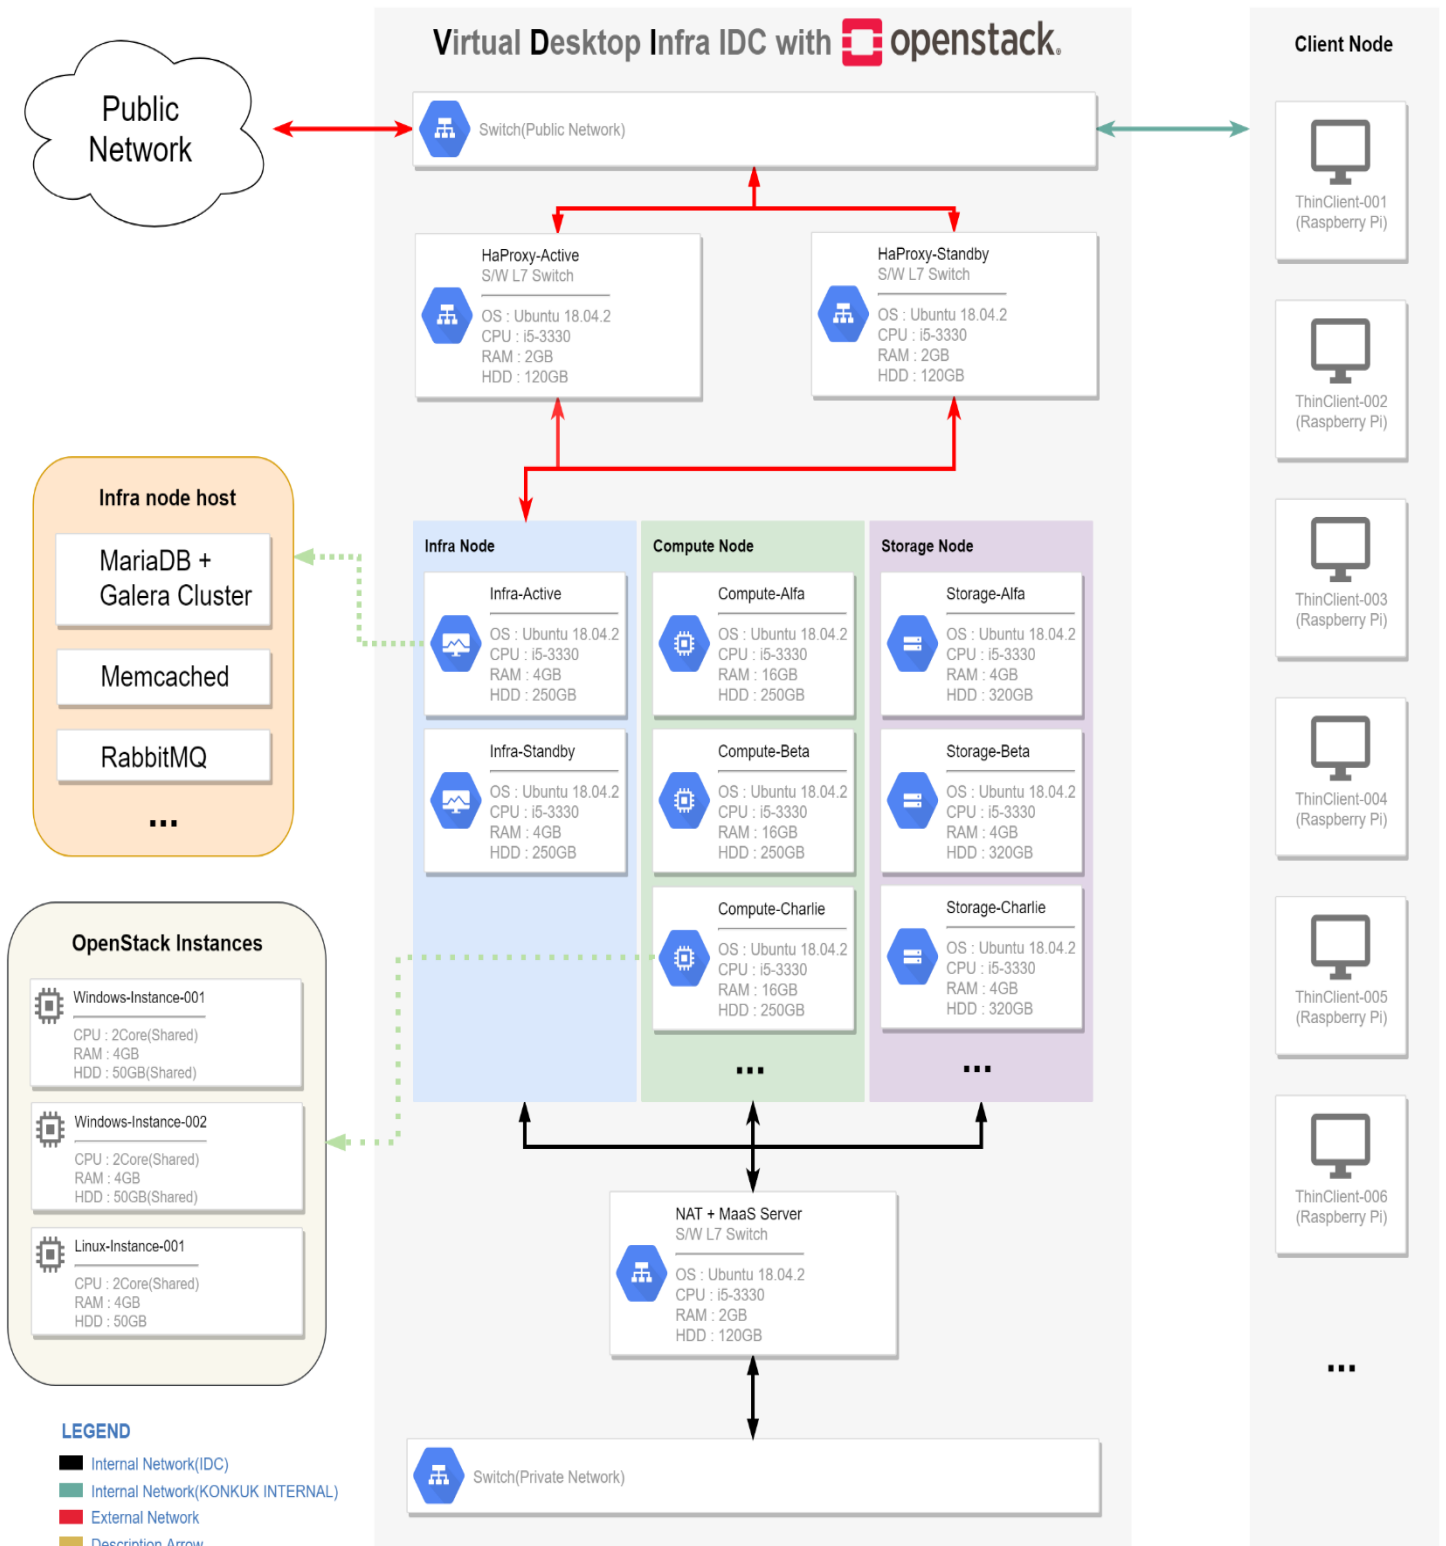 Virtual Desktop Infra IDC with openstack.
Public
Network
Switch(Public Network)
HaProxy-Active
S/W L7 Switch
OS : Ubuntu 18.04.2
CPU : i5-3330
RAM : 2GB
HDD : 120GB
HaProxy-Standby
S/W L7 Switch
OS : Ubuntu 18.04.2
CPU : i5-3330
RAM : 2GB
HDD : 120GB
Infra node host
MariaDB +
Galera Cluster
Memcached
RabbitMQ
...
Infra Node
Infra-Active
OS : Ubuntu 18.04.2
CPU : i5-3330
RAM : 4GB
HDD : 250GB
Infra-Standby
OS : Ubuntu 18.04.2
CPU : i5-3330
RAM : 4GB
HDD : 250GB
Compute Node
Compute-Alfa
OS : Ubuntu 18.04.2
CPU : i5-3330
RAM : 16GB
HDD : 250GB
Compute-Beta
OS : Ubuntu 18.04.2
CPU : i5-3330
RAM : 16GB
HDD : 250GB
Compute-Charlie
OS : Ubuntu 18.04.2
CPU : i5-3330
RAM : 16GB
HDD : 250GB
...
Storage Node
Storage-Alfa
OS : Ubuntu 18.04.2
CPU : i5-3330
RAM : 4GB
HDD : 320GB
Storage-Beta
OS : Ubuntu 18.04.2
CPU : i5-3330
RAM : 4GB
HDD : 320GB
Storage-Charlie
OS : Ubuntu 18.04.2
CPU : i5-3330
RAM : 4GB
HDD : 320GB
...
OpenStack Instances
Windows-Instance-001
CPU : 2Core(Shared)
RAM : 4GB
HDD : 50GB(Shared)
Windows-Instance-002
CPU : 2Core(Shared)
RAM : 4GB
HDD : 50GB(Shared)
Linux-Instance-001
CPU : 2Core(Shared)
RAM : 4GB
HDD : 50GB
NAT + MaaS Server
S/W L7 Switch
OS : Ubuntu 18.04.2
CPU : i5-3330
RAM : 2GB
HDD : 120GB
Switch(Private Network)
Client Node
ThinClient-001
(Raspberry Pi)
ThinClient-002
(Raspberry Pi)
ThinClient-003
(Raspberry Pi)
ThinClient-004
(Raspberry Pi)
ThinClient-005
(Raspberry Pi)
ThinClient-006
(Raspberry Pi)
...
LEGEND
Internal Network(IDC)
Internal Network(KONKUK INTERNAL)
External Network
Description Arrow